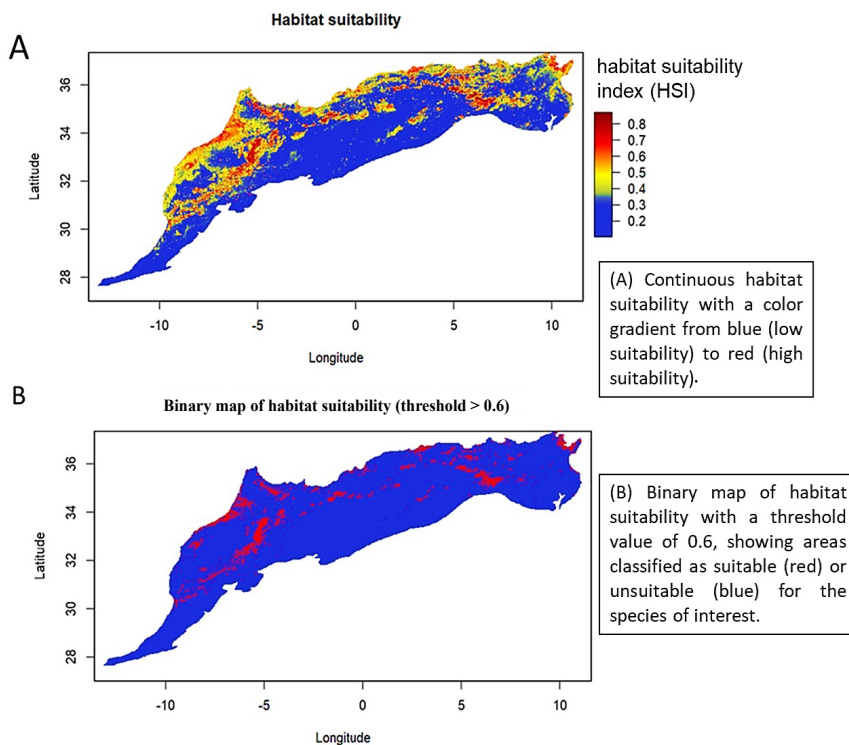 Habitat suitability
A
36
34
32
30
28
Latitude
-10 -5 0 5 10
Longitude
habitat suitability
index (HSI)
0.8
0.7
0.6
0.5
0.4
0.3
0.2
(A) Continuous habitat
suitability with a color
gradient from blue (low
suitability) to red (high
suitability).
B
Binary map of habitat suitability (threshold > 0.6)
36
34
32
30
28
Latitude
-10 -5 0 5 10
Longitude
(B) Binary map of habitat
suitability with a threshold
value of 0.6, showing areas
classified as suitable (red) or
unsuitable (blue) for the
species of interest.